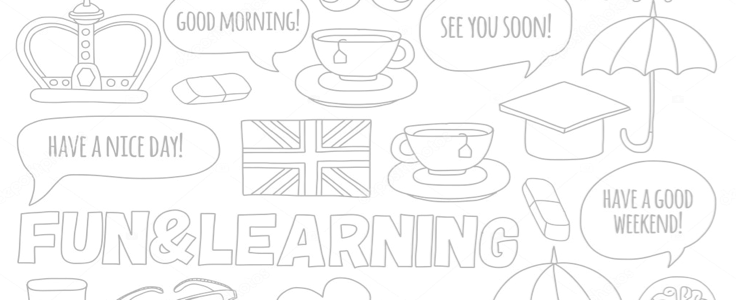 GOOD MORNING!
SEE YOU SOON!
HAVE A NICE DAY!
HAVE A GOOD
WEEKEND!
FUN&LEARNING